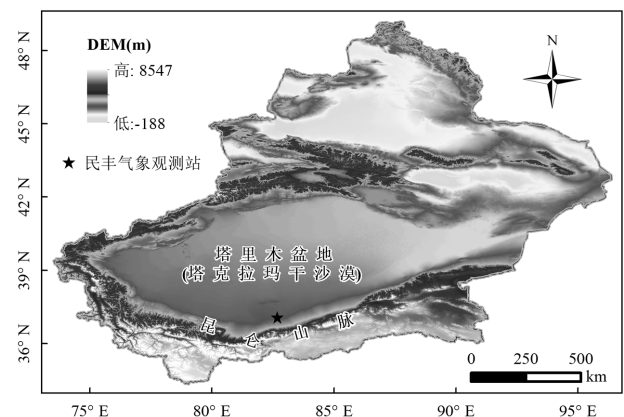 DEM(m)
高: 8547
低:-188
★ 民丰气象观测站
N
塔里木盆地
(塔克拉玛干沙漠)
昆仑山脉
48° N
45° N
42° N
39° N
36° N
75° E
80° E
85° E
90° E
95° E
0 250 500
km